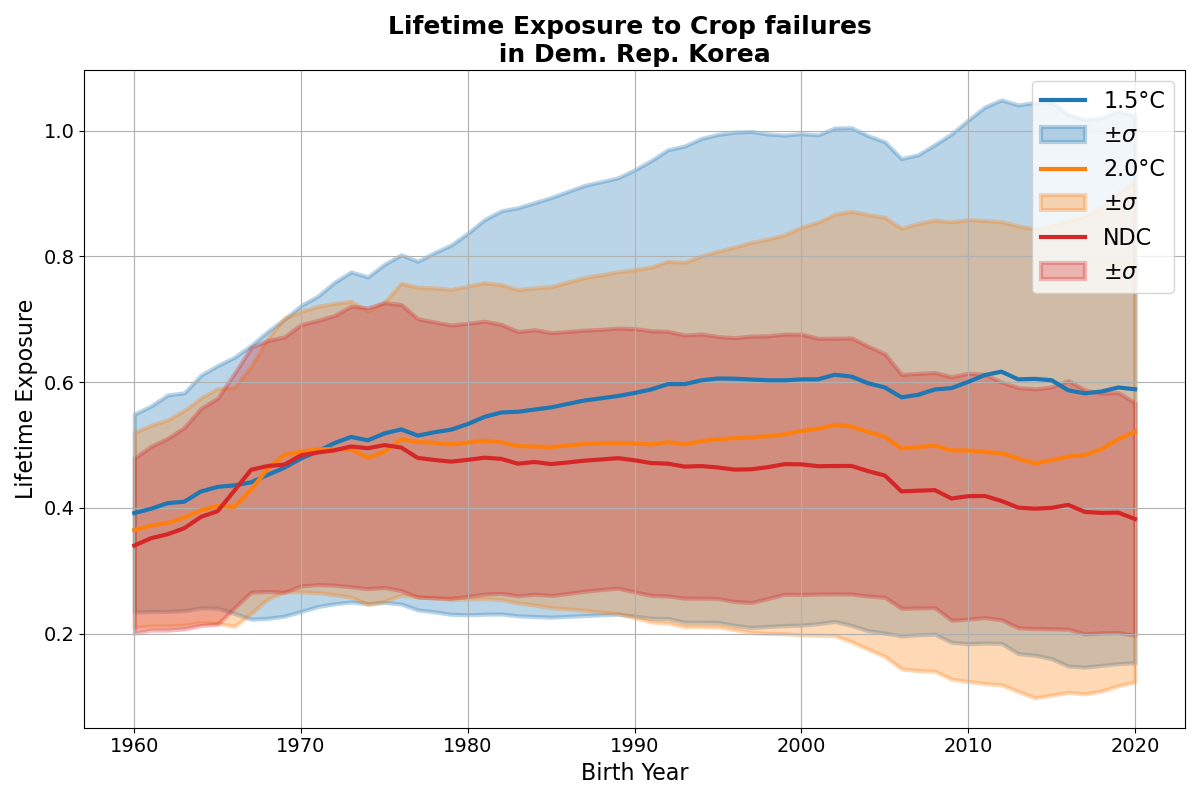 Lifetime Exposure to Crop failures
in Dem. Rep. Korea
1.5°C
±σ
2.0°C
±σ
NDC
±σ
Lifetime Exposure
1.0
0.8
0.6
0.4
0.2
1960 1970 1980 1990 2000 2010 2020
Birth Year